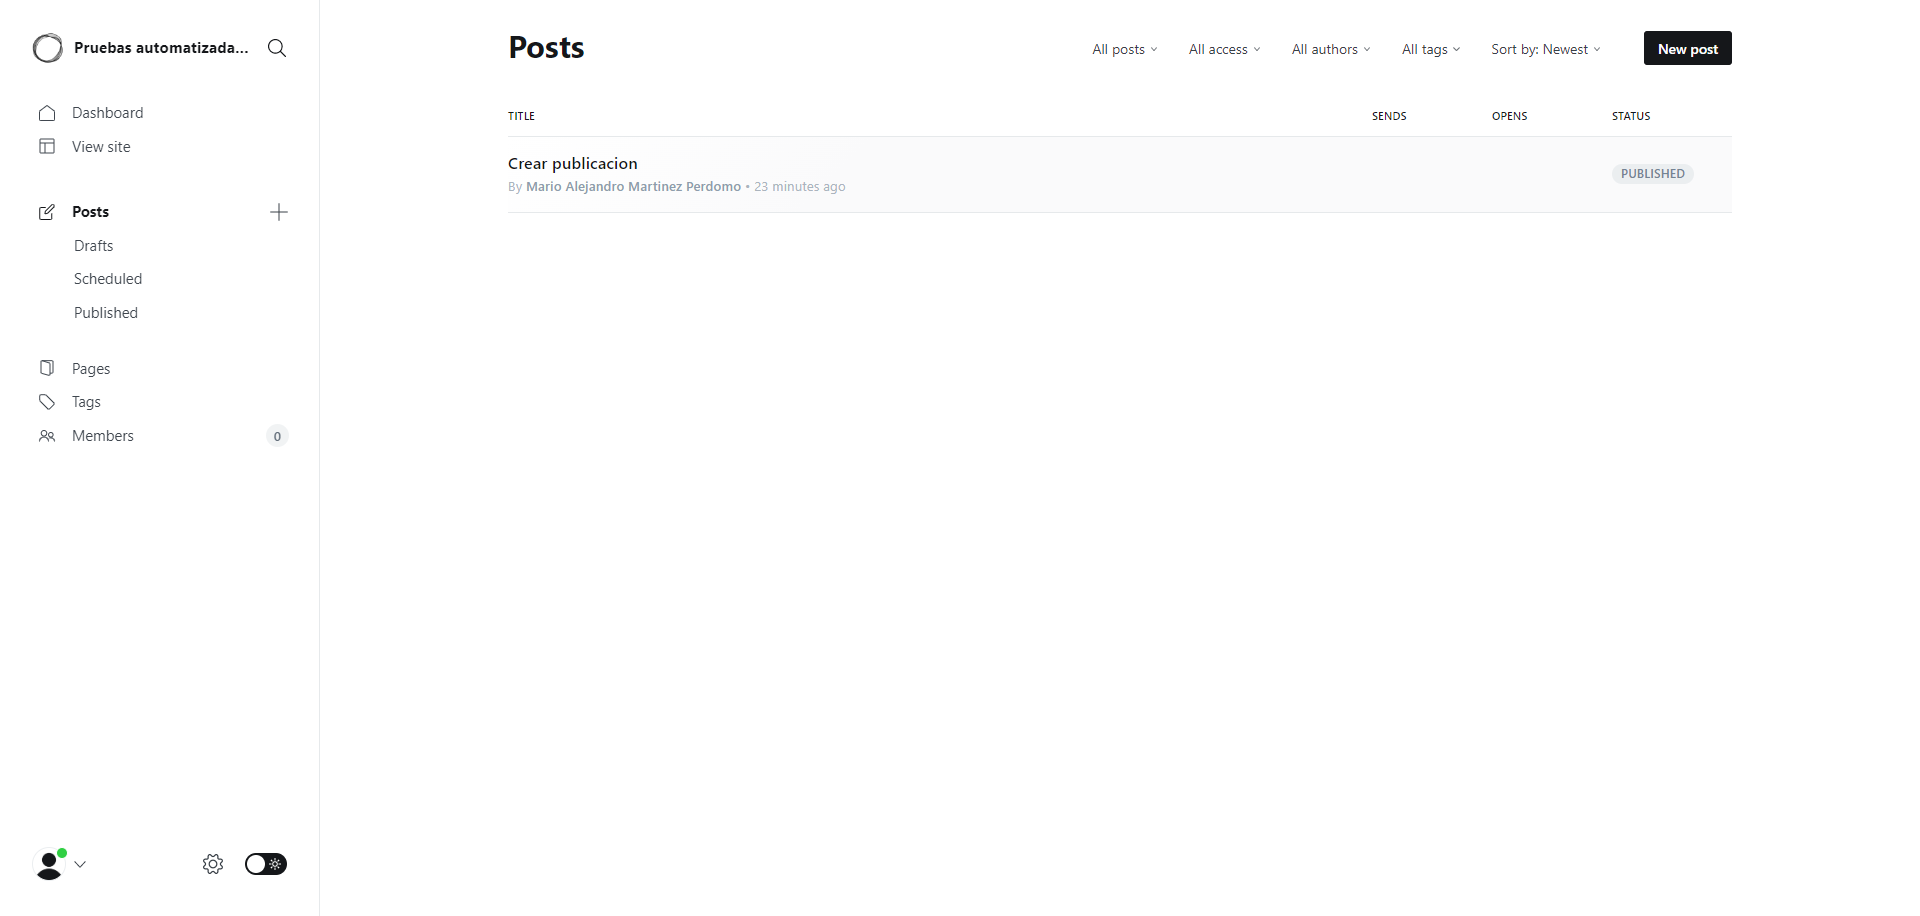 Pruebas automatizada...
Dashboard
View site
Posts
Drafts
Scheduled
Published
Pages
Tags
Members 0
Posts
All posts All access All authors All tags Sort by: Newest New post
TITLE SENDS OPENS STATUS
Crear publicacion
By Mario Alejandro Martinez Perdomo • 23 minutes ago
PUBLISHED